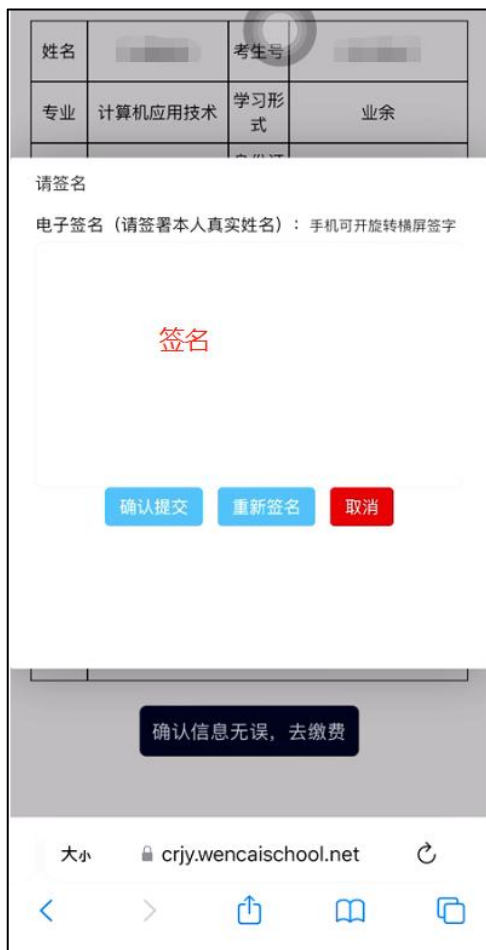 姓名 考生号
专业 计算机应用技术 学习形式 业余
请签名
电子签名（请签署本人真实姓名）：手机可开旋转横屏签字
签名
确认提交 重新签名 取消
确认信息无误，去缴费
大小 crjy.wencaischool.net